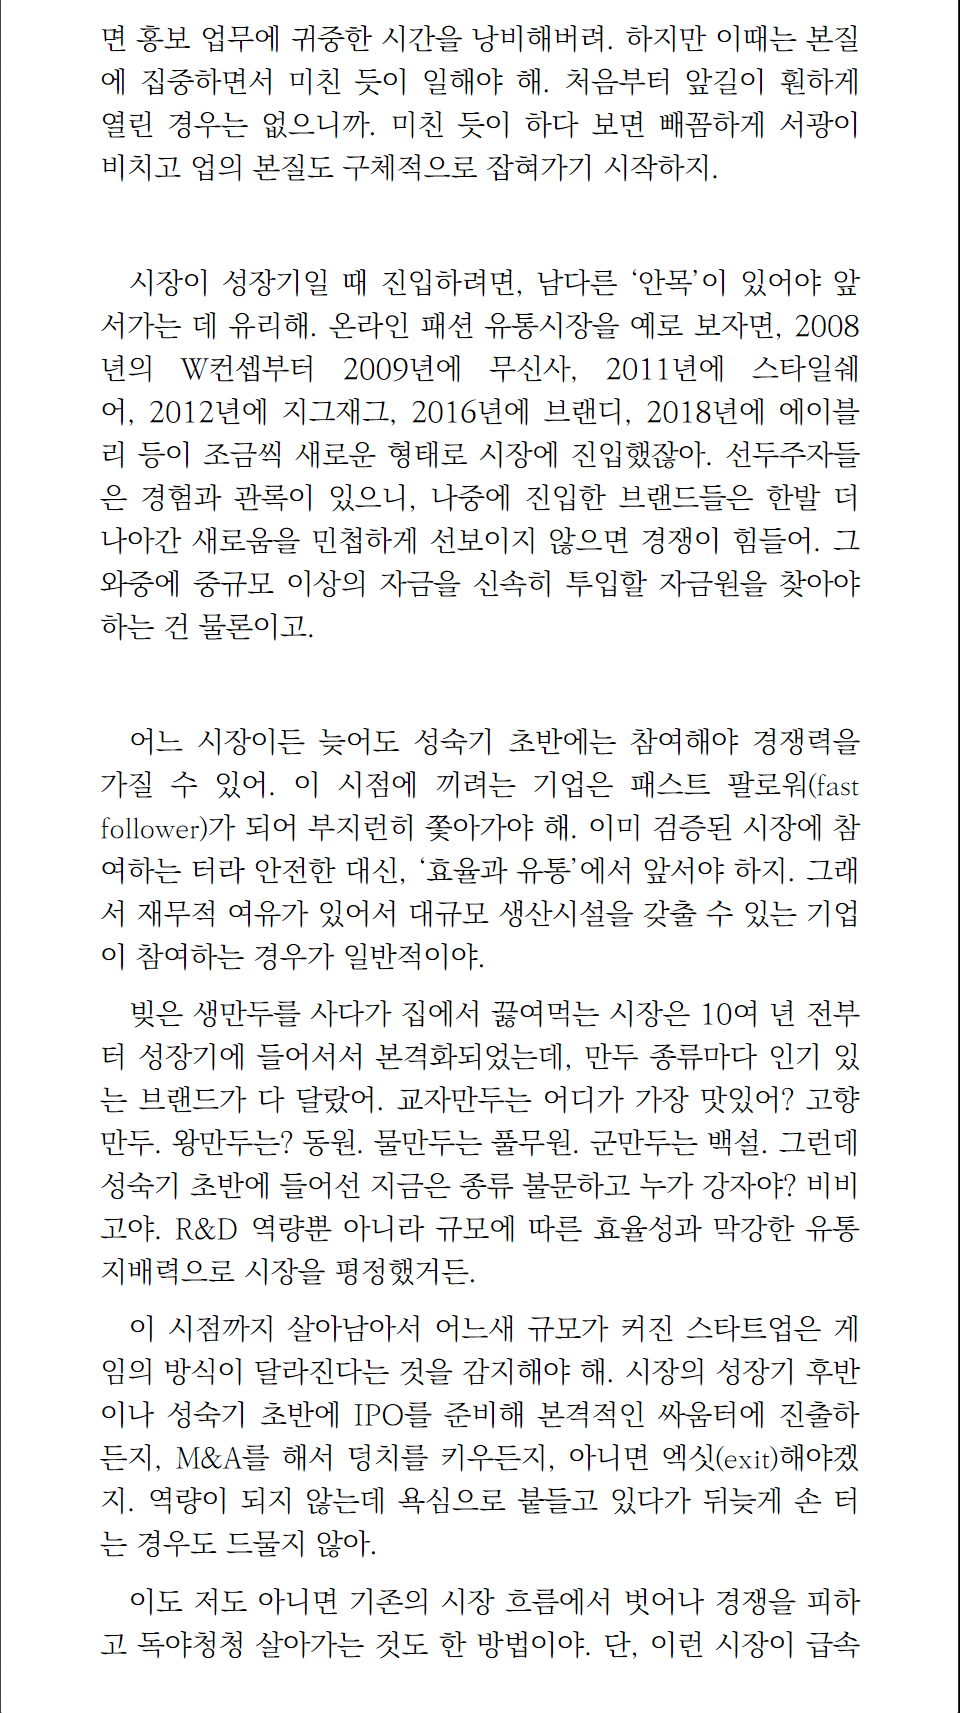 면 홍보 업무에 귀중한 시간을 낭비해버려. 하지만 이때는 본질
에 집중하면서 미친 듯이 일해야 해. 처음부터 앞길이 훤하게
열린 경우는 없으니까. 미친 듯이 하다 보면 빼꼼하게 서광이
비치고 업의 본질도 구체적으로 잡혀가기 시작하지.
시장이 성장기일 때 진입하려면, 남다른 ‘안목’이 있어야 앞
서가는 데 유리해. 온라인 패션 유통시장을 예로 보자면, 2008
년의 W컨셉부터 2009년에 무신사, 2011년에 스타일쉐
어, 2012년에 지그재그, 2016년에 브랜디, 2018년에 에이블
리 등이 조금씩 새로운 형태로 시장에 진입했잖아. 선두주자들
은 경험과 관록이 있으니, 나중에 진입한 브랜드들은 한발 더
나아간 새로움을 민첩하게 선보이지 않으면 경쟁이 힘들어. 그
와중에 중규모 이상의 자금을 신속히 투입할 자금원을 찾아야
하는 건 물론이고.
어느 시장이든 늦어도 성숙기 초반에는 참여해야 경쟁력을
가질 수 있어. 이 시점에 끼려는 기업은 패스트 팔로워(fast
follower)가 되어 부지런히 쫓아가야 해. 이미 검증된 시장에 참
여하는 터라 안전한 대신, ‘효율과 유통’에서 앞서야 하지. 그래
서 재무적 여유가 있어서 대규모 생산시설을 갖출 수 있는 기업
이 참여하는 경우가 일반적이야.
빚은 생만두를 사다가 집에서 끓여먹는 시장은 10여 년 전부
터 성장기에 들어서서 본격화되었는데, 만두 종류마다 인기 있
는 브랜드가 다 달랐어. 교자만두는 어디가 가장 맛있어? 고향
만두. 왕만두는? 동원. 물만두는 풀무원. 군만두는 백설. 그런데
성숙기 초반에 들어선 지금은 종류 불문하고 누가 강자야? 비비
고야. R&D 역량뿐 아니라 규모에 따른 효율성과 막강한 유통
지배력으로 시장을 평정했거든.
이 시점까지 살아남아서 어느새 규모가 커진 스타트업은 게
임의 방식이 달라진다는 것을 감지해야 해. 시장의 성장기 후반
이나 성숙기 초반에 IPO를 준비해 본격적인 싸움터에 진출하
든지, M&A를 해서 덩치를 키우든지, 아니면 엑싯(exit)해야겠
지. 역량이 되지 않는데 욕심으로 붙들고 있다가 뒤늦게 손 터
는 경우도 드물지 않아.
이도 저도 아니면 기존의 시장 흐름에서 벗어나 경쟁을 피하
고 독야청청 살아가는 것도 한 방법이야. 단, 이런 시장이 급속